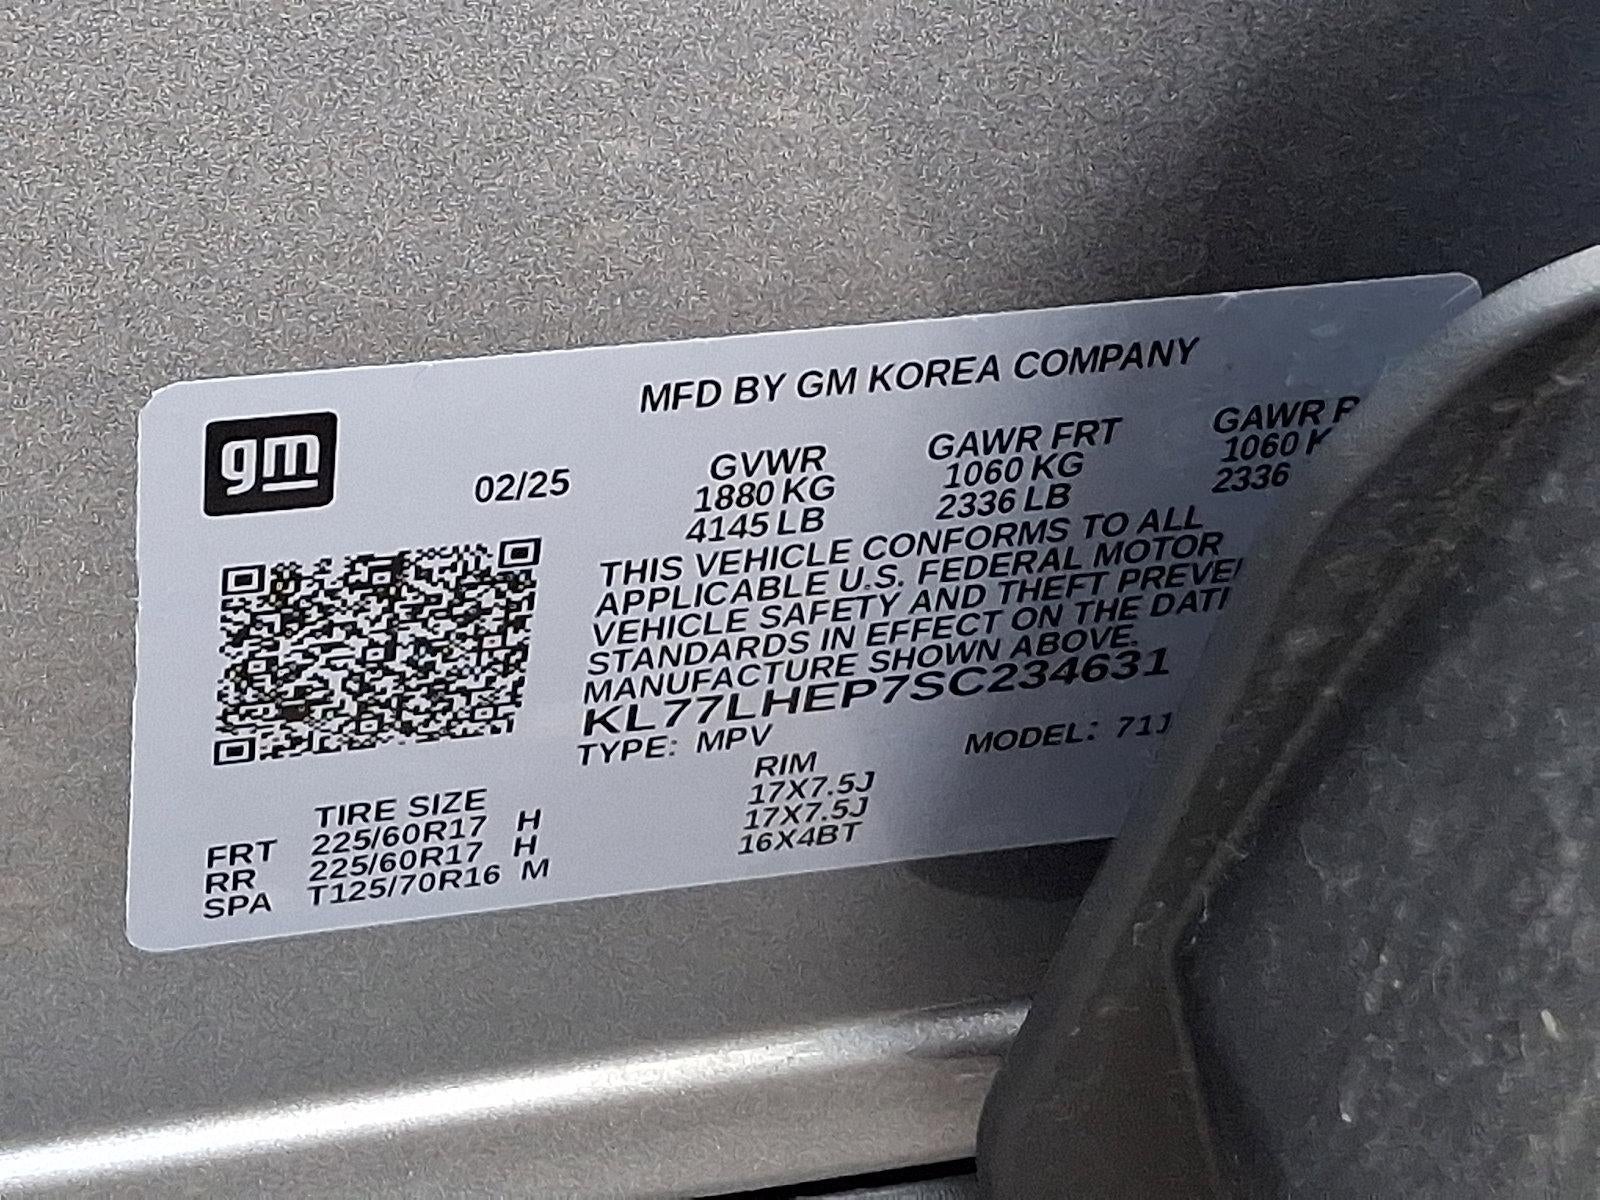 gm
MFD BY GM KOREA COMPANY
02/25 GVWR GAWR FRT GAWR
1880 KG 1060 KG 1060
4145 LB 2336 LB 2336
THIS VEHICLE CONFORMS TO ALL
APPLICABLE U.S. FEDERAL MOTOR
VEHICLE SAFETY AND THEFT
STANDARDS IN EFFECT ON THE
MANUFACTURE SHOWN ABOVE.
KL77LHEP7SC234631
TYPE: MPV MODEL:
TIRE SIZE RIM
FRT 225/60R17 H 17X7.5J
RR 225/60R17 H 17X7.5J
SPA T125/70R16 M 16X4BT